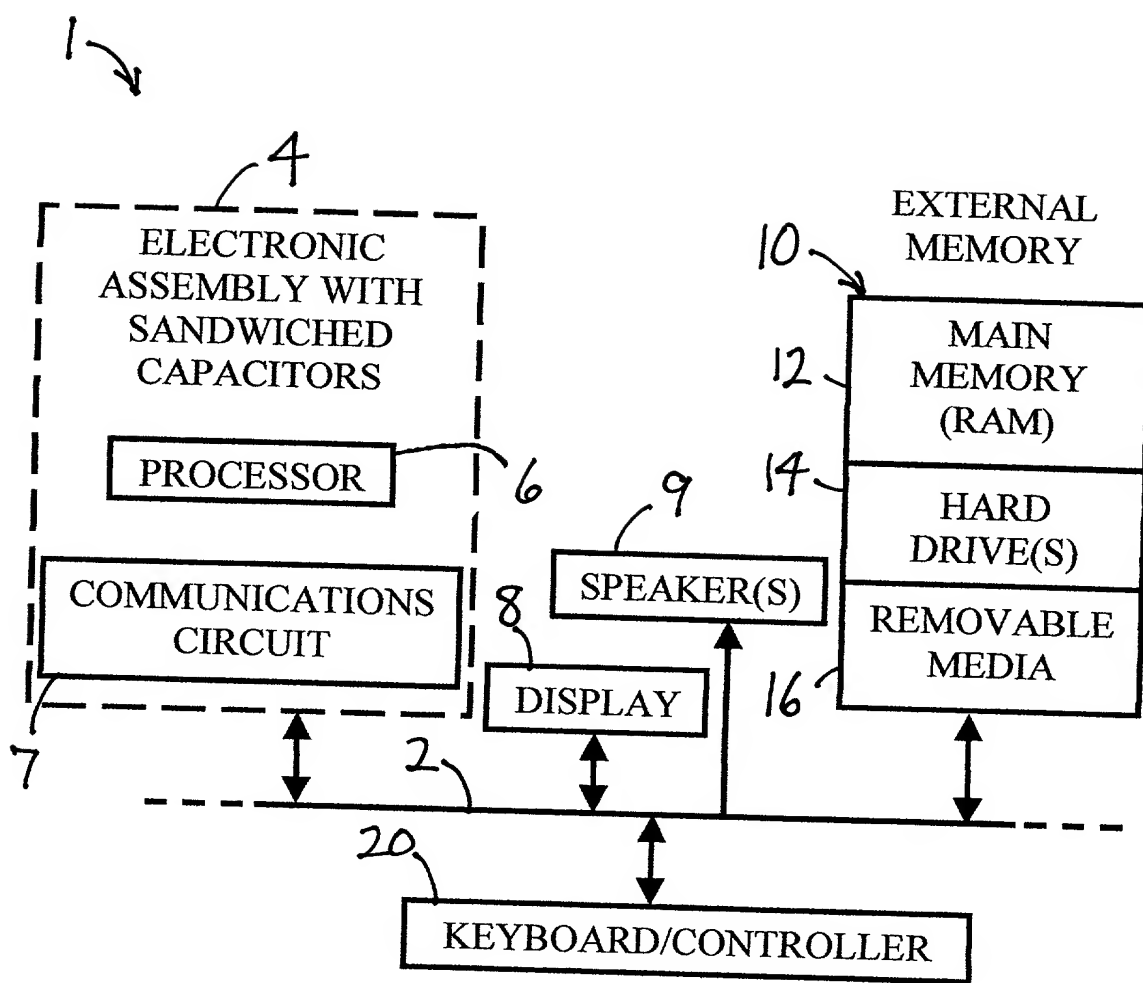 1
4
ELECTRONIC
ASSEMBLY WITH
SANDWICHED
CAPACITORS
PROCESSOR
6
COMMUNICATIONS
CIRCUIT
7
8
DISPLAY
9
SPEAKER(S)
EXTERNAL
MEMORY
10
12
MAIN
MEMORY
(RAM)
14
HARD
DRIVE(S)
16
REMOVABLE
MEDIA
2
20
KEYBOARD/CONTROLLER